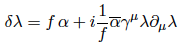 δλ = f α + i 1/f α̅γ^μ λ∂_μ λ